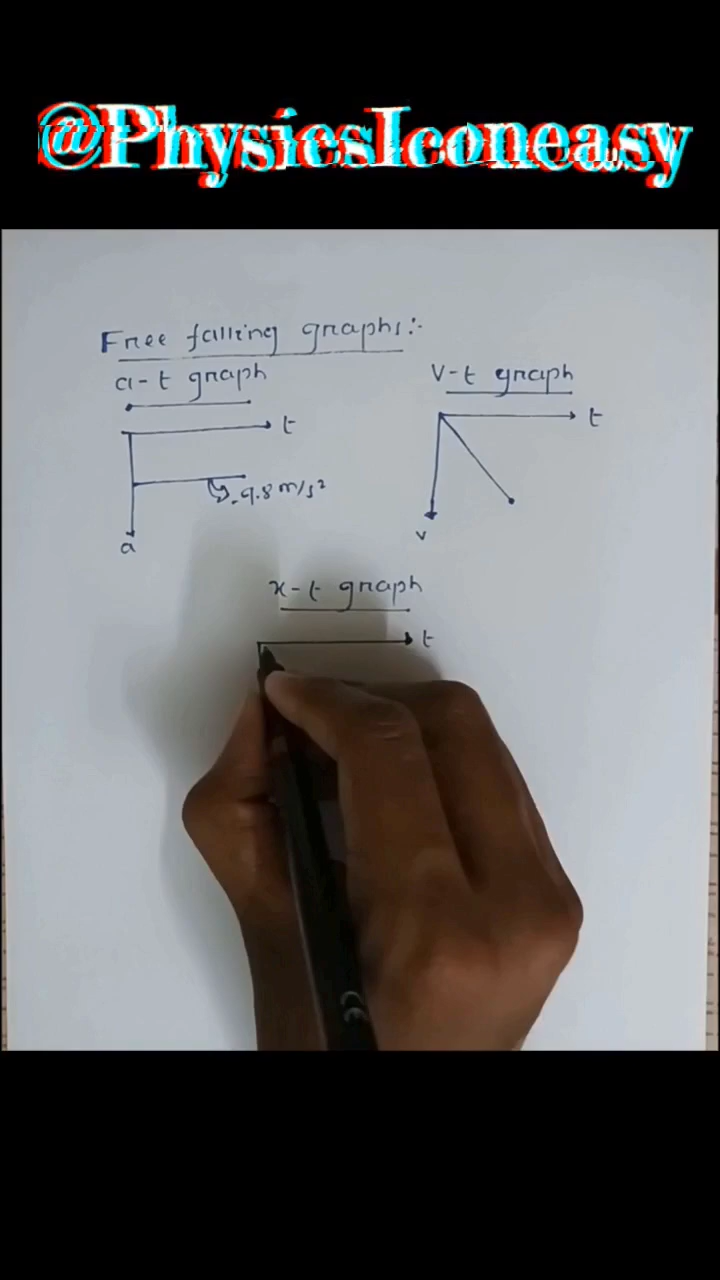 @PhysicsIconeasy
Free falling graphs:-
a-t graph
t
-9.8 m/s²
a
v-t graph
t
v
x-t graph
t